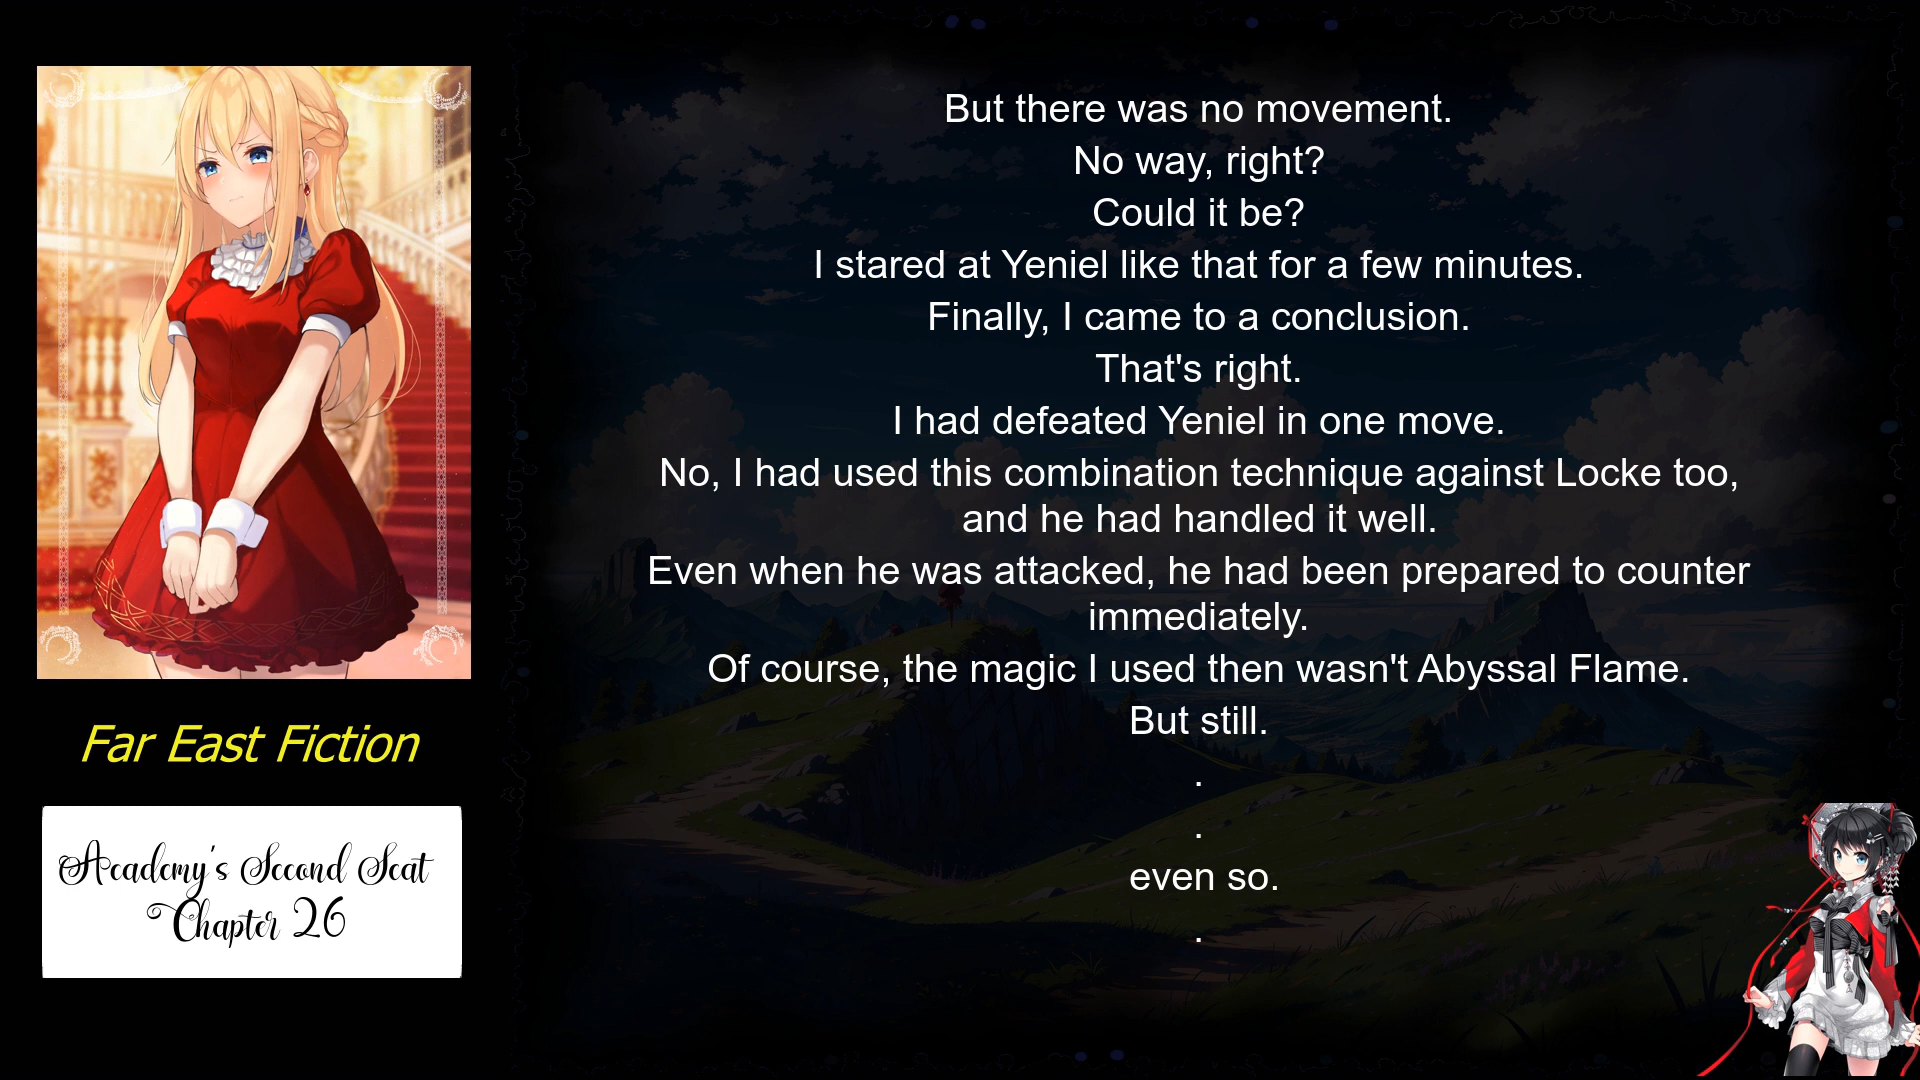 But there was no movement.
No way, right?
Could it be?
I stared at Yeniel like that for a few minutes.
Finally, I came to a conclusion.
That's right.
I had defeated Yeniel in one move.
No, I had used this combination technique against Locke too,
and he had handled it well.
Even when he was attacked, he had been prepared to counter
immediately.
Of course, the magic I used then wasn't Abyssal Flame.
But still.
.
.
even so.
.
Far East Fiction
Academy's Second Seat
Chapter 26